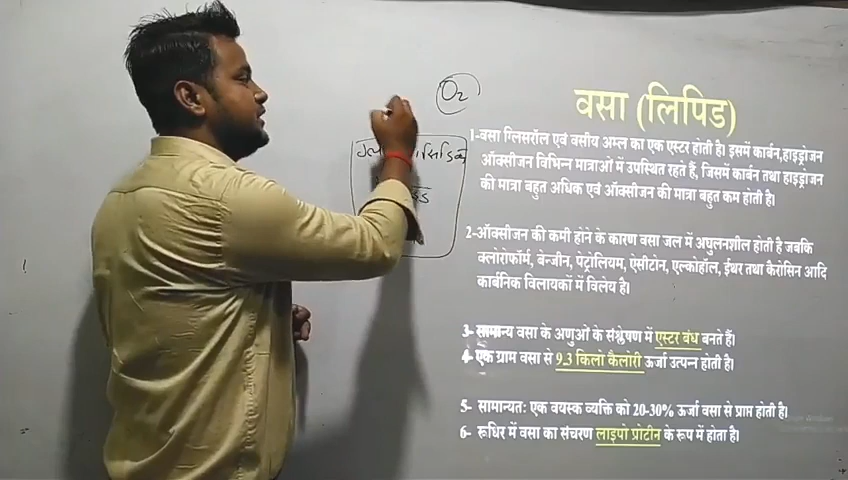 O₂
वसा (लिपिड)
1-वसा ग्लिसरॉल एवं वसीय अम्ल का एक एस्टर होती है। इसमें कार्बन,हाइड्रोजन
ऑक्सीजन विभिन्न मात्राओं में उपस्थित रहते हैं, जिसमें कार्बन तथा हाइड्रोजन
की मात्रा बहुत अधिक एवं ऑक्सीजन की मात्रा बहुत कम होती है।
2-ऑक्सीजन की कमी होने के कारण वसा जल में अघुलनशील होती है जबकि
क्लोरोफॉर्म, बेन्जीन, पेट्रोलियम, ऐसीटोन, एल्कोहॉल, ईथर तथा कैरोसिन आदि
कार्बनिक विलायकों में विलेय है।
3- सामान्य वसा के अणुओं के संश्लेषण में एस्टर बंध बनते हैं।
4- एक ग्राम वसा से 9.3 किलो कैलोरी ऊर्जा उत्पन्न होती है।
5- सामान्यत: एक वयस्क व्यक्ति को 20-30% ऊर्जा वसा से प्राप्त होती है।
6- रूधिर में वसा का संचरण लाइपो प्रोटीन के रूप में होता है।